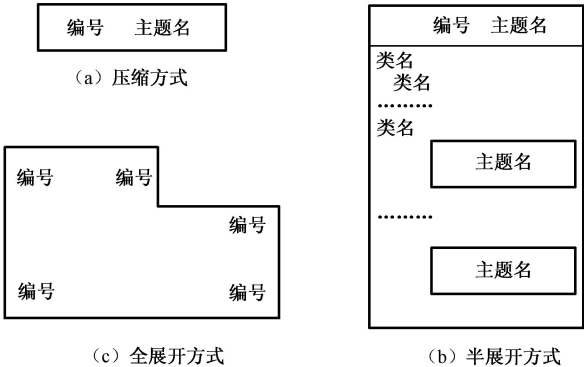 编号 主题名
（a）压缩方式
编号 编号
编号
编号 编号
（c）全展开方式
编号 主题名
类名
类名
………
类名
主题名
………
主题名
（b）半展开方式